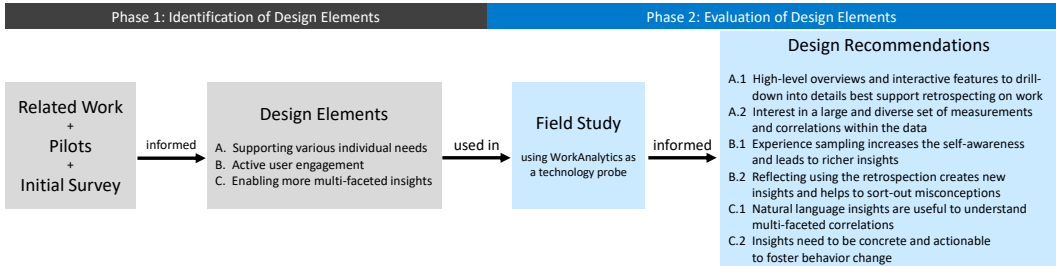 Phase 1: Identification of Design Elements
Phase 2: Evaluation of Design Elements
Related Work
+
Pilots
+
Initial Survey
informed
Design Elements
A. Supporting various individual needs
B. Active user engagement
C. Enabling more multi-faceted insights
used in
Field Study
using WorkAnalytics as
a technology probe
informed
Design Recommendations
A.1 High-level overviews and interactive features to drill-
down into details best support retrospecting on work
A.2 Interest in a large and diverse set of measurements
and correlations within the data
B.1 Experience sampling increases the self-awareness
and leads to richer insights
B.2 Reflecting using the retrospection creates new
insights and helps to sort-out misconceptions
C.1 Natural language insights are useful to understand
multi-faceted correlations
C.2 Insights need to be concrete and actionable
to foster behavior change